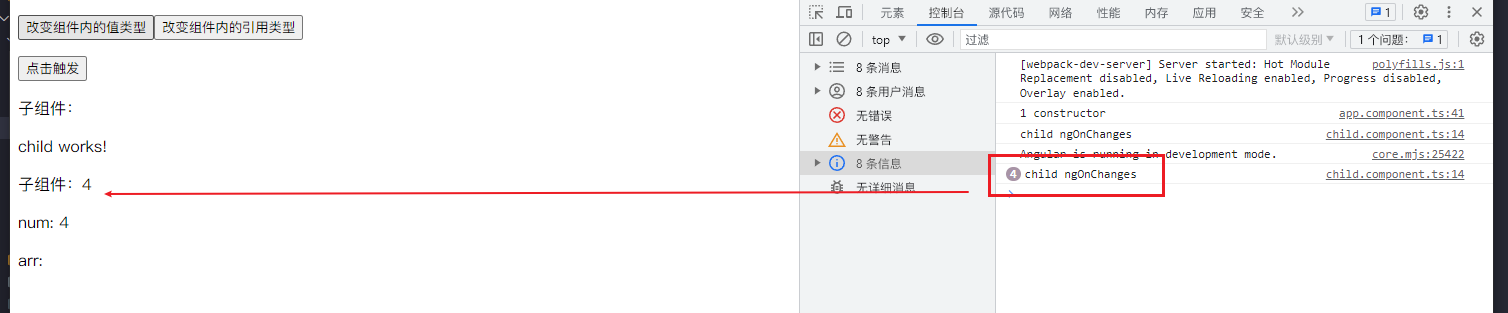 改变组件内的值类型 改变组件内的引用类型
点击触发
子组件：
child works!
子组件：4
num: 4
arr:
元素 控制台 源代码 网络 性能 内存 应用 安全 1
top 过滤 默认级别 1 个问题： 1
8 条消息
8 条用户消息
无错误
无警告
8 条信息
无详细消息
[webpack-dev-server] Server started: Hot Module polyfills.js:1
Replacement disabled, Live Reloading enabled, Progress disabled,
Overlay enabled.
1 constructor app.component.ts:41
child ngOnChanges child.component.ts:14
Angular is running in development mode. core.mjs:25422
4 child ngOnChanges child.component.ts:14